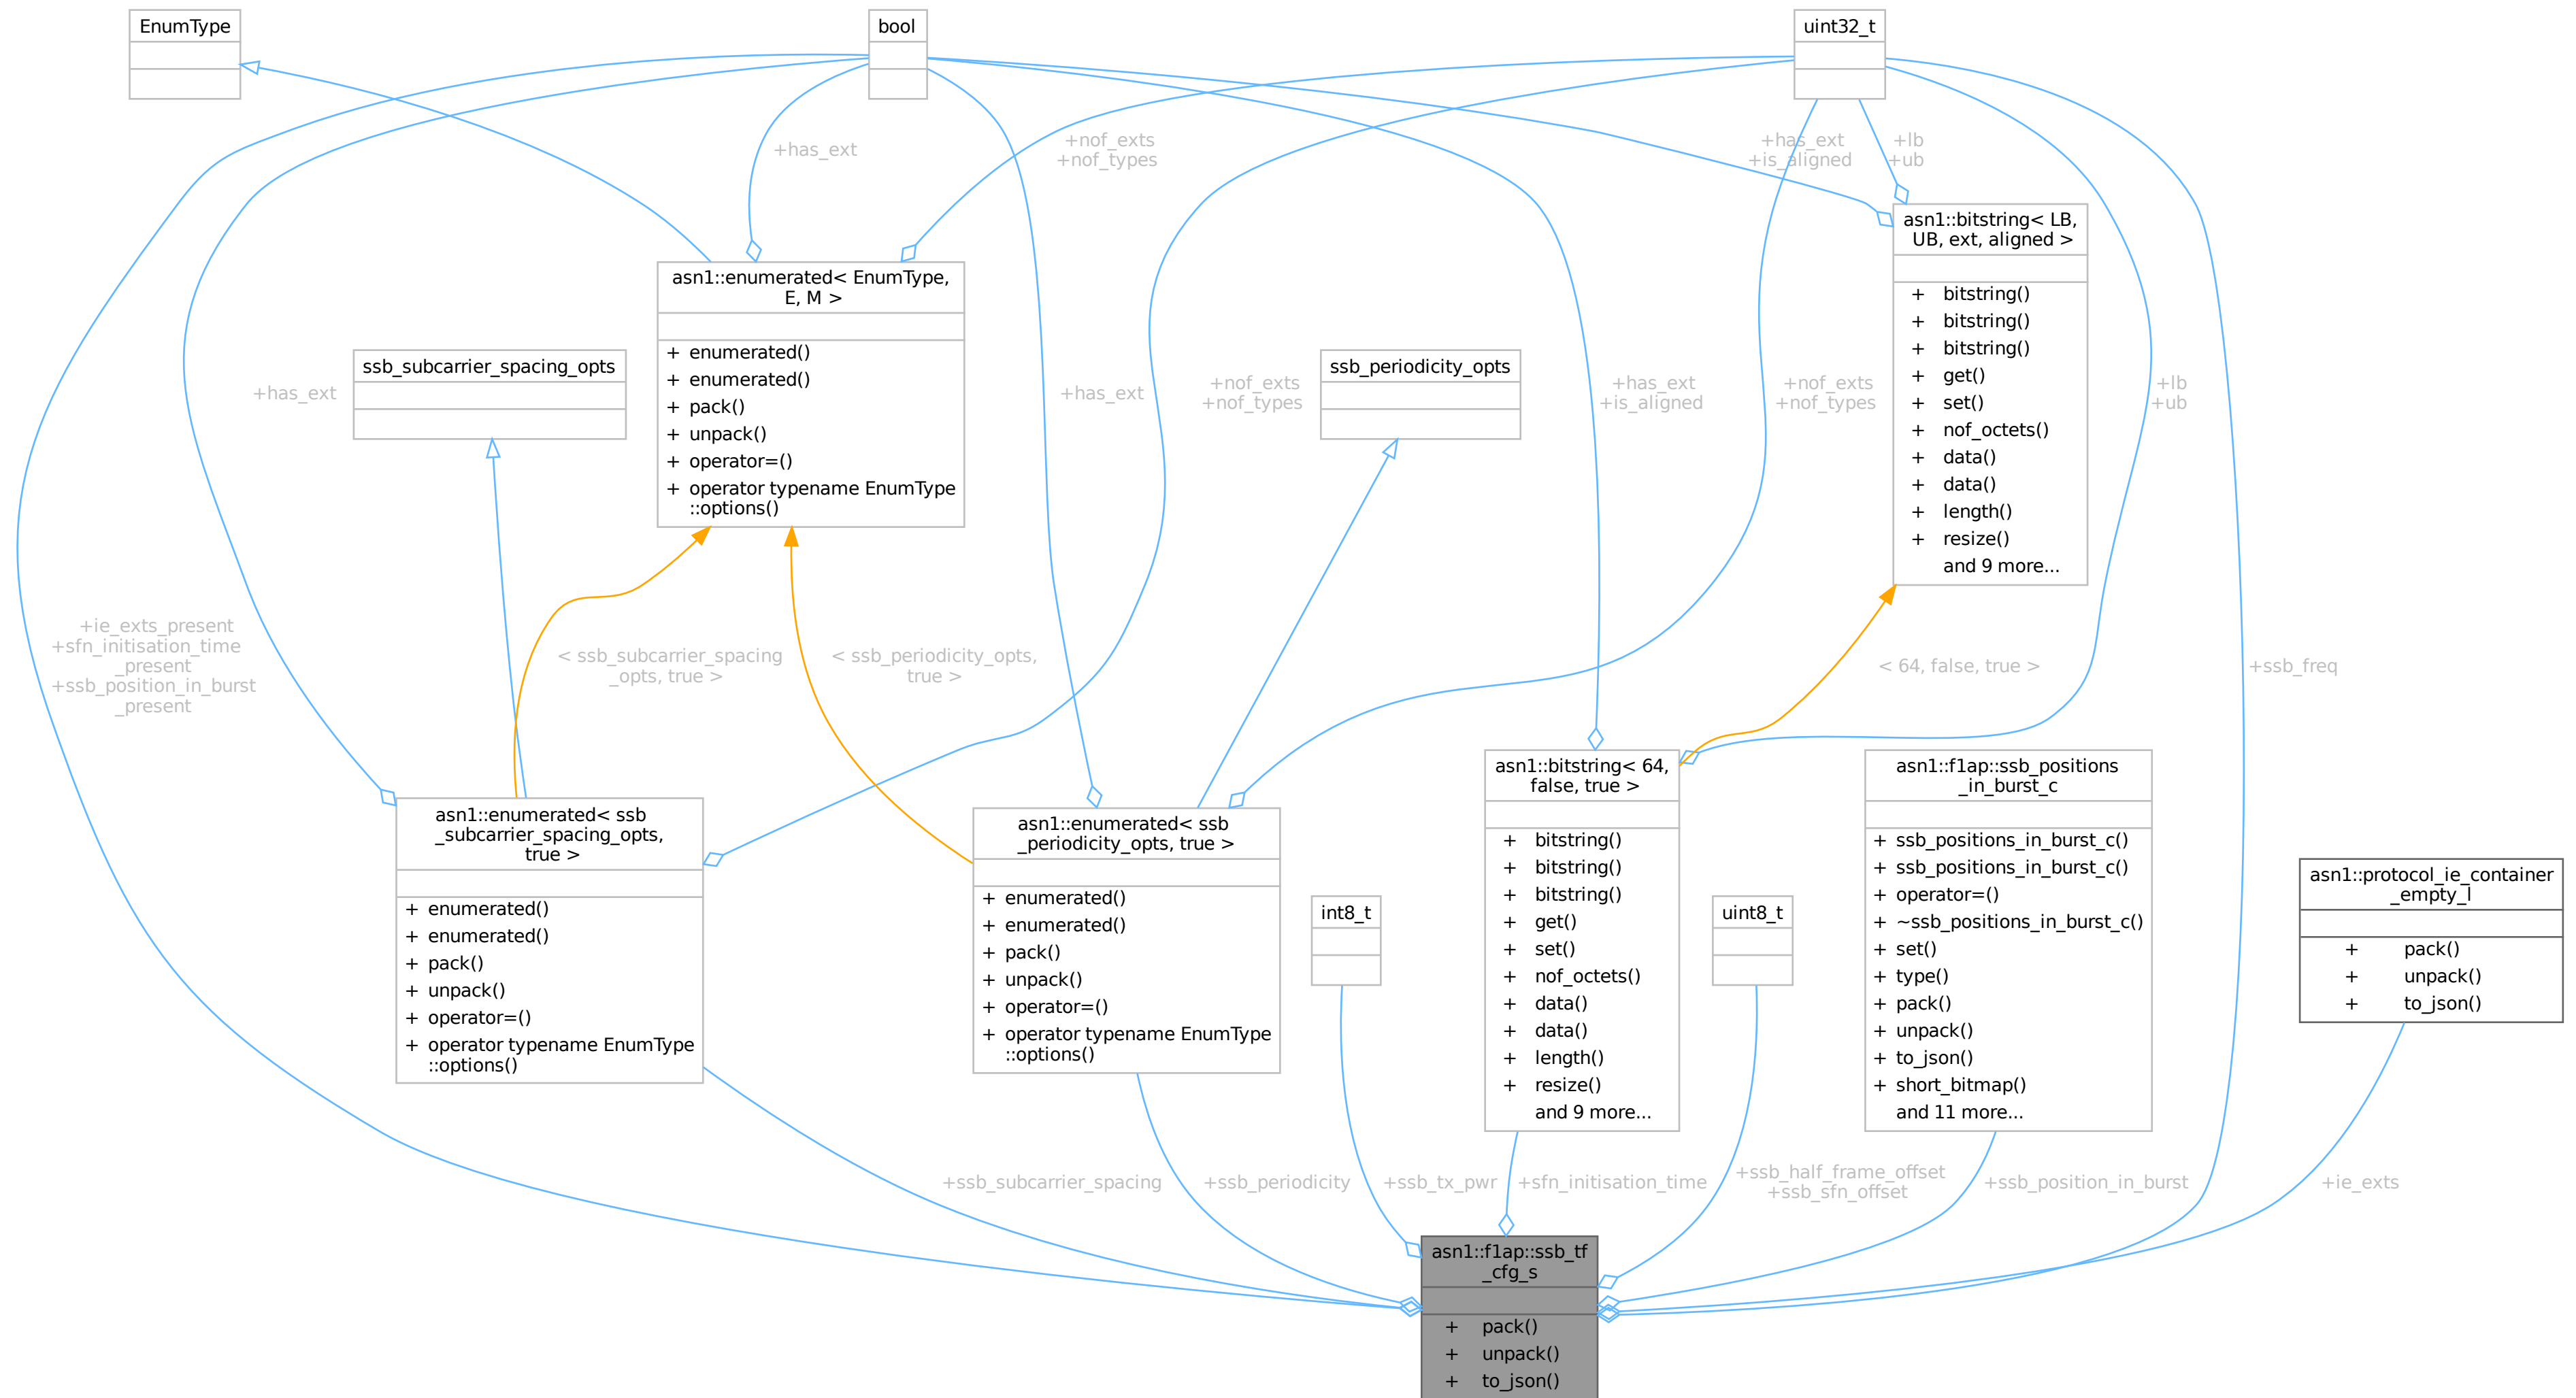 EnumType
bool
uint32_t
+has_ext
+nof_exts
+nof_types
+has_ext
+is_aligned
+lb
+ub
asn1::bitstring< LB,
UB, ext, aligned >
+ bitstring()
+ bitstring()
+ bitstring()
+ get()
+ set()
+ nof_octets()
+ data()
+ data()
+ length()
+ resize()
and 9 more...
asn1::enumerated< EnumType,
E, M >
+ enumerated()
+ enumerated()
+ pack()
+ unpack()
+ operator=()
+ operator typename EnumType
::options()
ssb_subcarrier_spacing_opts
ssb_periodicity_opts
+has_ext
+has_ext
+nof_exts
+nof_types
+has_ext
+is_aligned
+nof_exts
+nof_types
+lb
+ub
+ie_exts_present
+sfn_initisation_time
_present
+ssb_position_in_burst
_present
< ssb_subcarrier_spacing
_opts, true >
< ssb_periodicity_opts,
true >
< 64, false, true >
+ssb_freq
asn1::enumerated< ssb
_subcarrier_spacing_opts,
true >
+ enumerated()
+ enumerated()
+ pack()
+ unpack()
+ operator=()
+ operator typename EnumType
::options()
asn1::enumerated< ssb
_periodicity_opts, true >
+ enumerated()
+ enumerated()
+ pack()
+ unpack()
+ operator=()
+ operator typename EnumType
::options()
int8_t
asn1::bitstring< 64,
false, true >
+ bitstring()
+ bitstring()
+ bitstring()
+ get()
+ set()
+ nof_octets()
+ data()
+ data()
+ length()
+ resize()
and 9 more...
uint8_t
asn1::f1ap::ssb_positions
_in_burst_c
+ ssb_positions_in_burst_c()
+ ssb_positions_in_burst_c()
+ operator=()
+ ~ssb_positions_in_burst_c()
+ set()
+ type()
+ pack()
+ unpack()
+ to_json()
+ short_bitmap()
and 11 more...
asn1::protocol_ie_container
_empty_l
+ pack()
+ unpack()
+ to_json()
+ssb_subcarrier_spacing
+ssb_periodicity
+ssb_tx_pwr
+sfn_initisation_time
+ssb_half_frame_offset
+ssb_sfn_offset
+ssb_position_in_burst
+ie_exts
asn1::f1ap::ssb_tf
_cfg_s
+ pack()
+ unpack()
+ to_json()